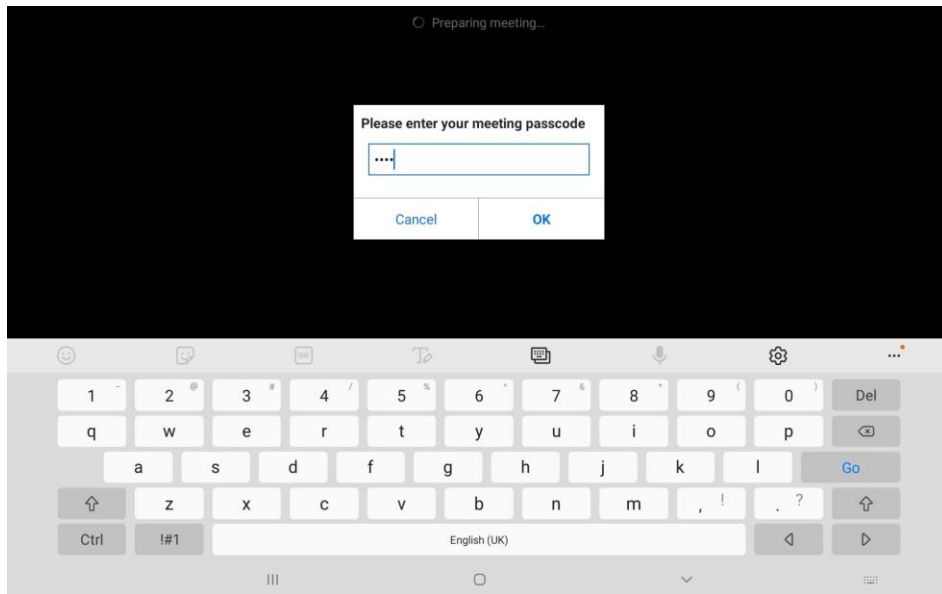 Preparing meeting...
Please enter your meeting passcode
••••
Cancel OK
GIF T
1 - 2 @ 3 # 4 / 5 % 6 ^ 7 & 8 * 9 ( 0 ) Del
q w e r t y u i o p
a s d f g h j k l Go
z x c v b n m , ! . ?
Ctrl !#1 English (UK)